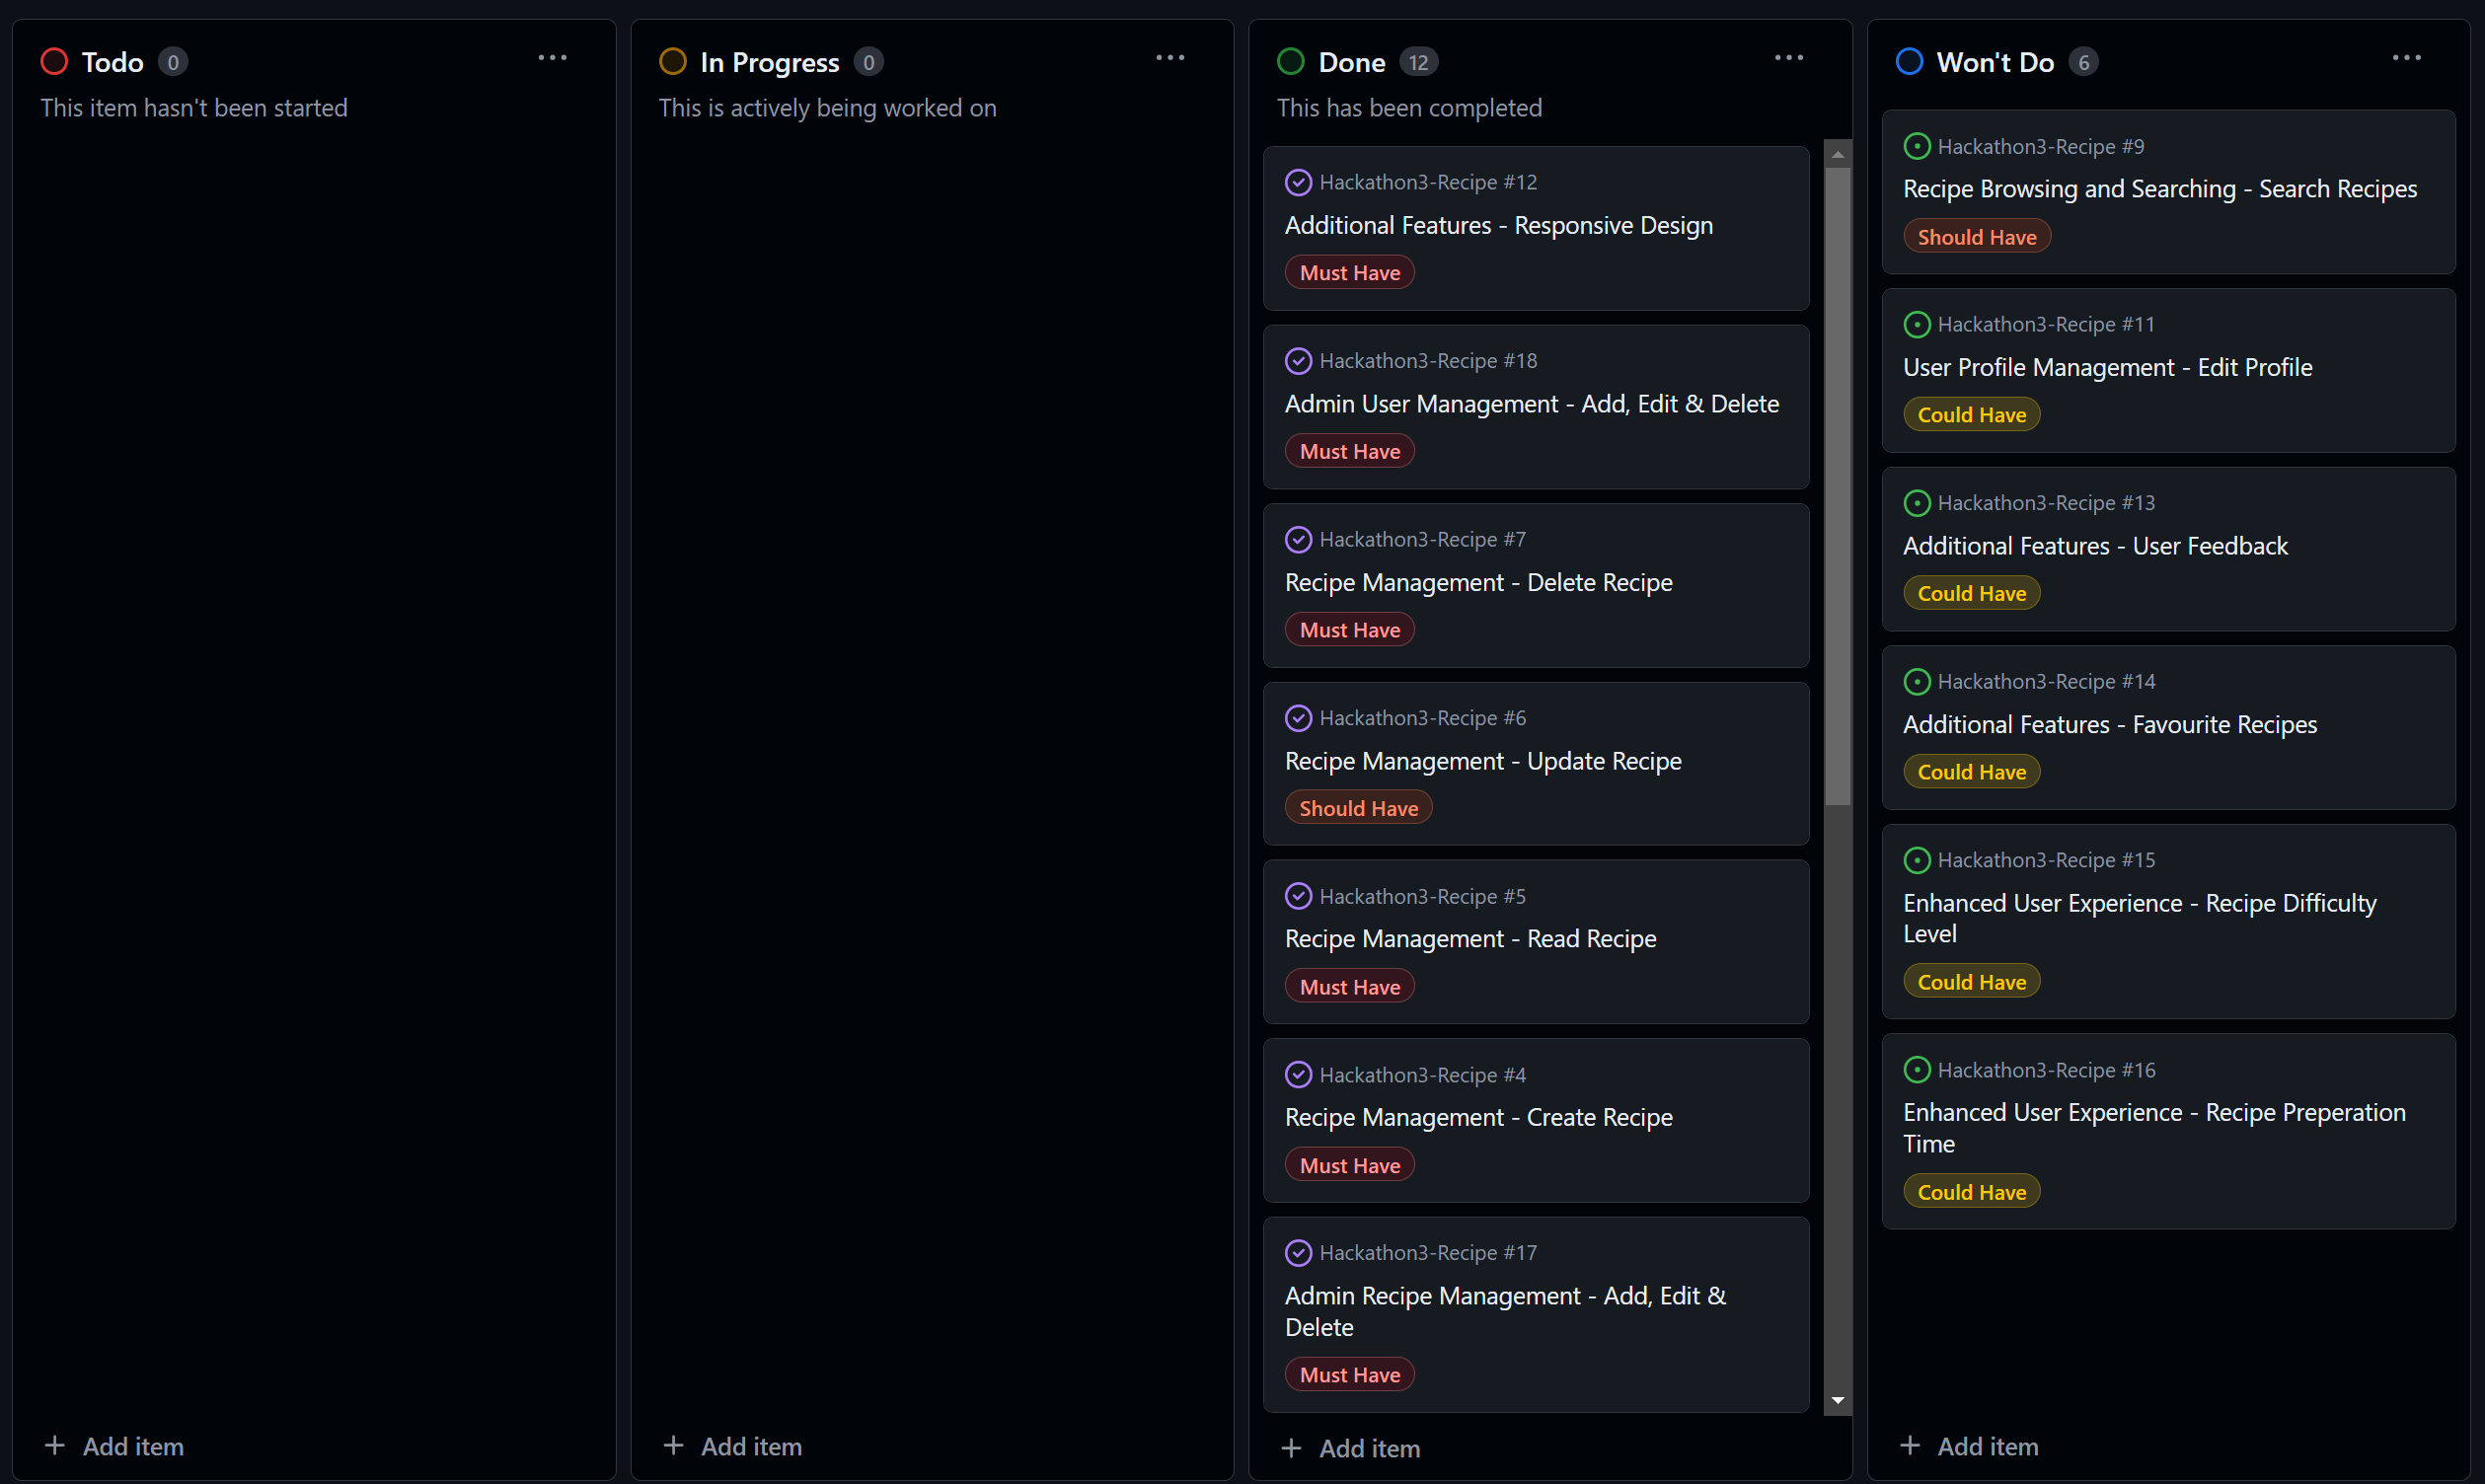 Todo 0
This item hasn't been started
Add item
In Progress 0
This is actively being worked on
Add item
Done 12
This has been completed
Hackathon3-Recipe #12
Additional Features - Responsive Design
Must Have
Hackathon3-Recipe #18
Admin User Management - Add, Edit & Delete
Must Have
Hackathon3-Recipe #7
Recipe Management - Delete Recipe
Must Have
Hackathon3-Recipe #6
Recipe Management - Update Recipe
Should Have
Hackathon3-Recipe #5
Recipe Management - Read Recipe
Must Have
Hackathon3-Recipe #4
Recipe Management - Create Recipe
Must Have
Hackathon3-Recipe #17
Admin Recipe Management - Add, Edit &
Delete
Must Have
Add item
Won't Do 6
Hackathon3-Recipe #9
Recipe Browsing and Searching - Search Recipes
Should Have
Hackathon3-Recipe #11
User Profile Management - Edit Profile
Could Have
Hackathon3-Recipe #13
Additional Features - User Feedback
Could Have
Hackathon3-Recipe #14
Additional Features - Favourite Recipes
Could Have
Hackathon3-Recipe #15
Enhanced User Experience - Recipe Difficulty
Level
Could Have
Hackathon3-Recipe #16
Enhanced User Experience - Recipe Preperation
Time
Could Have
Add item